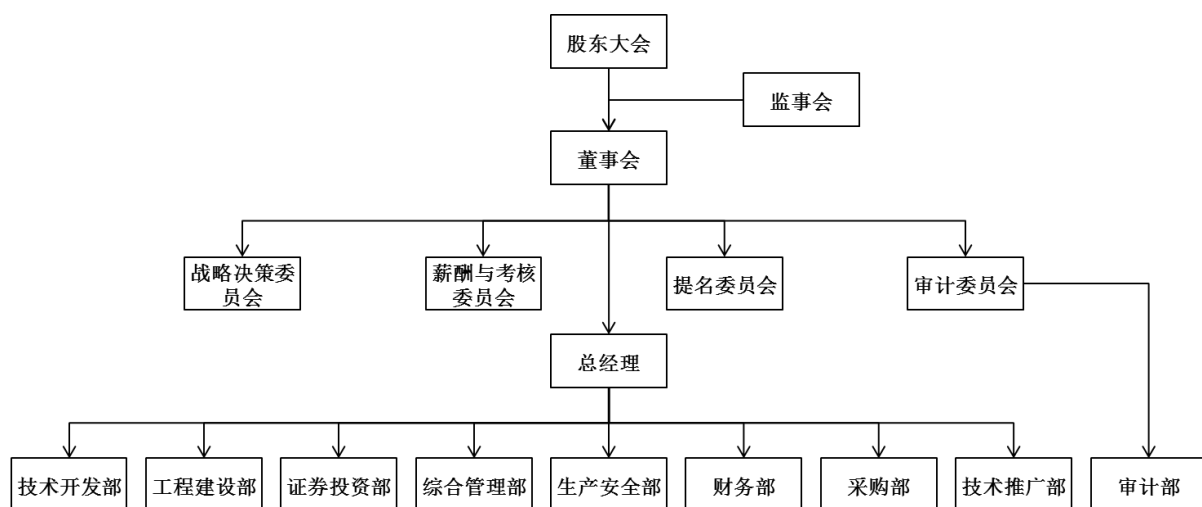 股东大会
监事会
董事会
战略决策委
员会
薪酬与考核
委员会
提名委员会
审计委员会
总经理
技术开发部
工程建设部
证券投资部
综合管理部
生产安全部
财务部
采购部
技术推广部
审计部